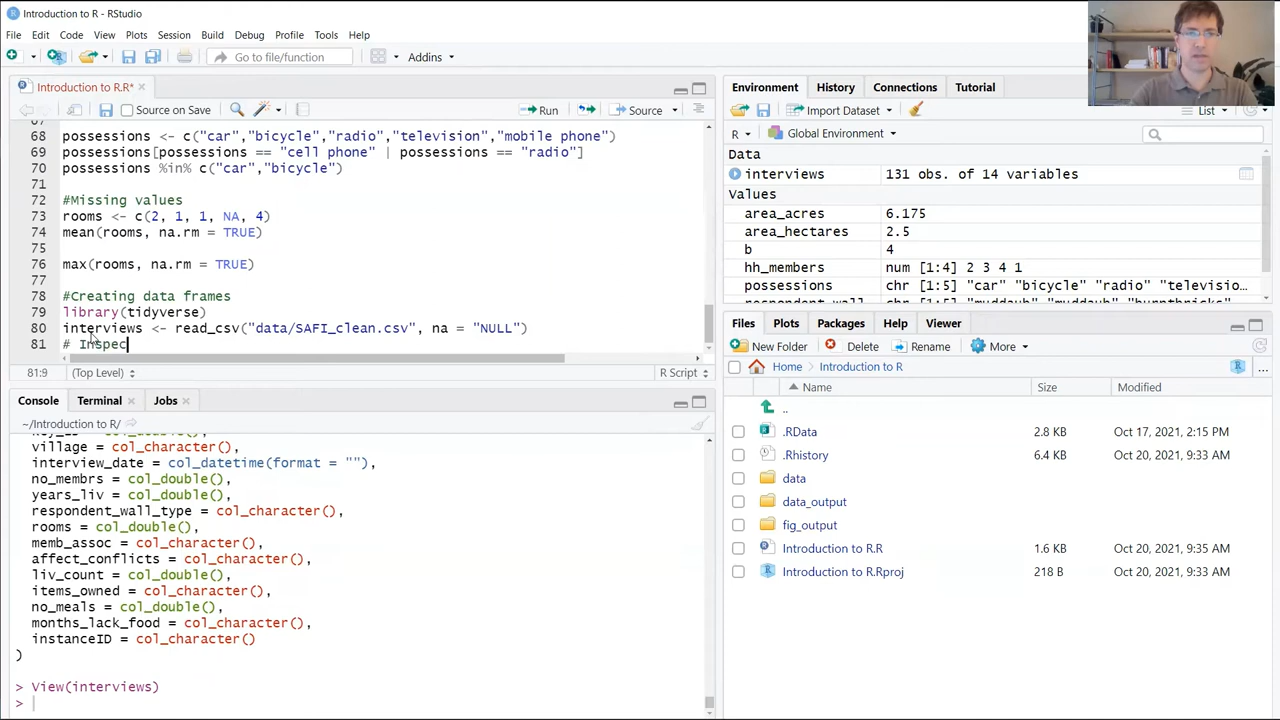 Introduction to R - RStudio
File Edit Code View Plots Session Build Debug Profile Tools Help
Go to file/function Addins
Introduction to R.R*
Source on Save Run Source
68 possessions <- c("car","bicycle","radio","television","mobile phone")
69 possessions[possessions == "cell phone" | possessions == "radio"]
70 possessions %in% c("car","bicycle")
71
72 #Missing values
73 rooms <- c(2, 1, 1, NA, 4)
74 mean(rooms, na.rm = TRUE)
75
76 max(rooms, na.rm = TRUE)
77
78 #Creating data frames
79 library(tidyverse)
80 interviews <- read_csv("data/SAFI_clean.csv", na = "NULL")
81 # Inspec
81:9 (Top Level) R Script
Console Terminal Jobs
~/Introduction to R/
village = col_character(),
interview_date = col_datetime(format = ""),
no_membrs = col_double(),
years_liv = col_double(),
respondent_wall_type = col_character(),
rooms = col_double(),
memb_assoc = col_character(),
affect_conflicts = col_character(),
liv_count = col_double(),
items_owned = col_character(),
no_meals = col_double(),
months_lack_food = col_character(),
instanceID = col_character()
)
> View(interviews)
>
Environment History Connections Tutorial
Import Dataset List
R Global Environment
Data
interviews 131 obs. of 14 variables
Values
area_acres 6.175
area_hectares 2.5
b 4
hh_members num [1:4] 2 3 4 1
possessions chr [1:5] "car" "bicycle" "radio" "televisio...
Files Plots Packages Help Viewer
New Folder Delete Rename More
Home Introduction to R ...
Name Size Modified
..
.RData 2.8 KB Oct 17, 2021, 2:15 PM
.Rhistory 6.4 KB Oct 20, 2021, 9:33 AM
data
data_output
fig_output
Introduction to R.R 1.6 KB Oct 20, 2021, 9:35 AM
Introduction to R.Rproj 218 B Oct 20, 2021, 9:33 AM